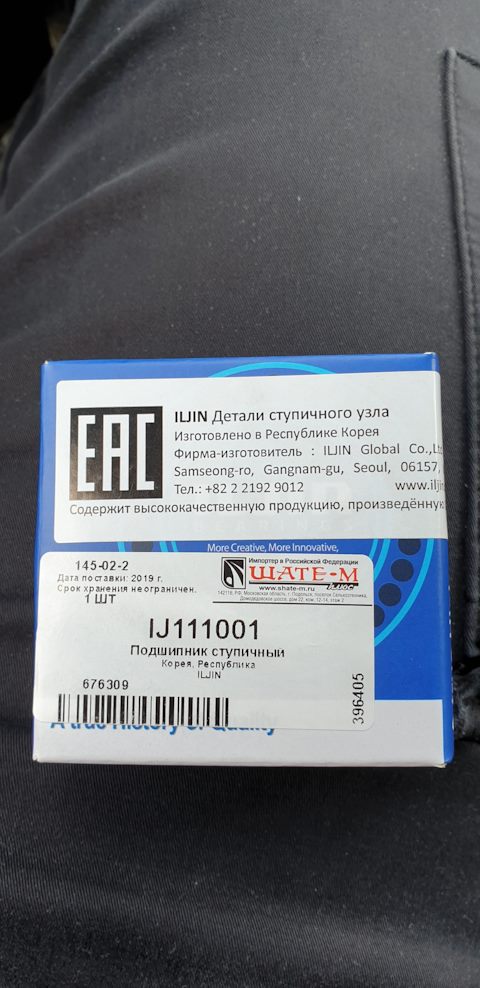 EAC
ILJIN Детали ступичного узла
Изготовлено в Республике Корея
Фирма-изготовитель : ILJIN Global Co.,
Samseong-ro, Gangnam-gu, Seoul, 06157,
Тел.: +82 2 2192 9012 www.
Содержит высококачественную продукцию, произведённую
More Creative, More Innovative,
145-02-2
Дата поставки: 2019 г.
Срок хранения не ограничен.
1 ШТ
Импортер в Российской Федерации
ШАТЕ-М
ПЛЮС
www.shate-m.ru
IJ111001
Подшипник ступичный
Корея, Республика
ILJIN
676309
396405
A true History of Quality